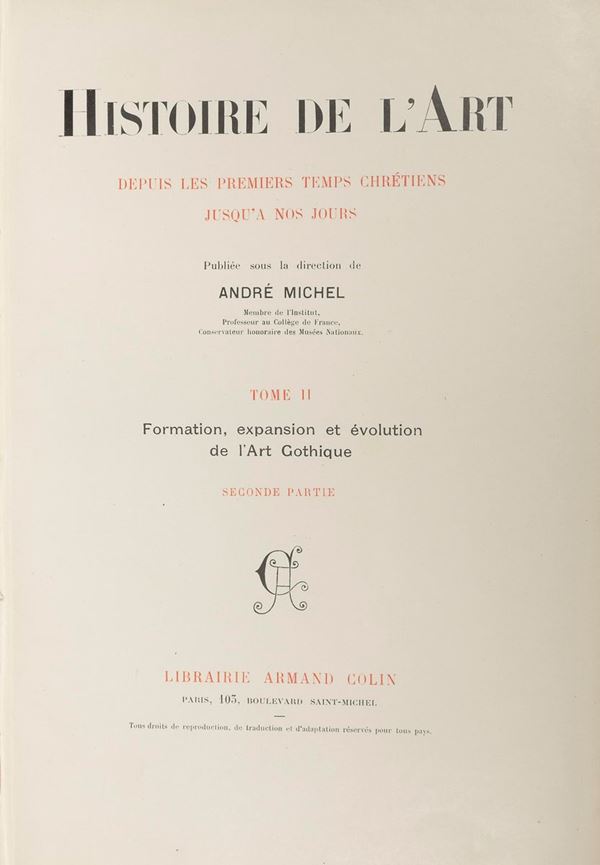 HISTOIRE DE L'ART
DEPUIS LES PREMIERS TEMPS CHRÉTIENS
JUSQU'A NOS JOURS
Publiée sous la direction de
ANDRÉ MICHEL
Membre de l'Institut,
Professeur au Collège de France,
Conservateur honoraire des Musées Nationaux.
TOME II
Formation, expansion et évolution
de l'Art Gothique
SECONDE PARTIE
LIBRAIRIE ARMAND COLIN
PARIS, 103, BOULEVARD SAINT-MICHEL
Tous droits de reproduction, de traduction et d'adaptation réservés pour tous pays.